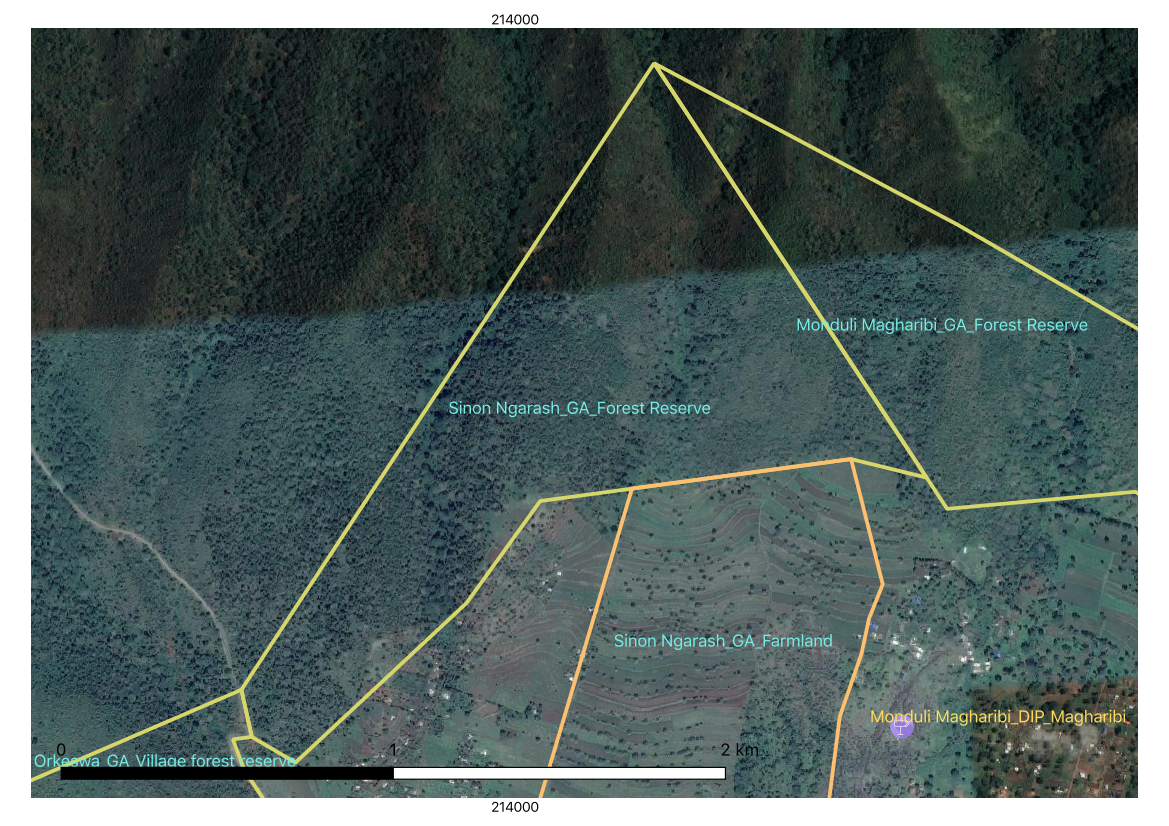 214000
Monduli Magharibi_GA_Forest Reserve
Sinon Ngarash_GA_Forest Reserve
Sinon Ngarash_GA_Farmland
Monduli Magharibi_DIP_Magharibi
0 1 2 km
Orkeswa_GA_Village forest reserve
214000